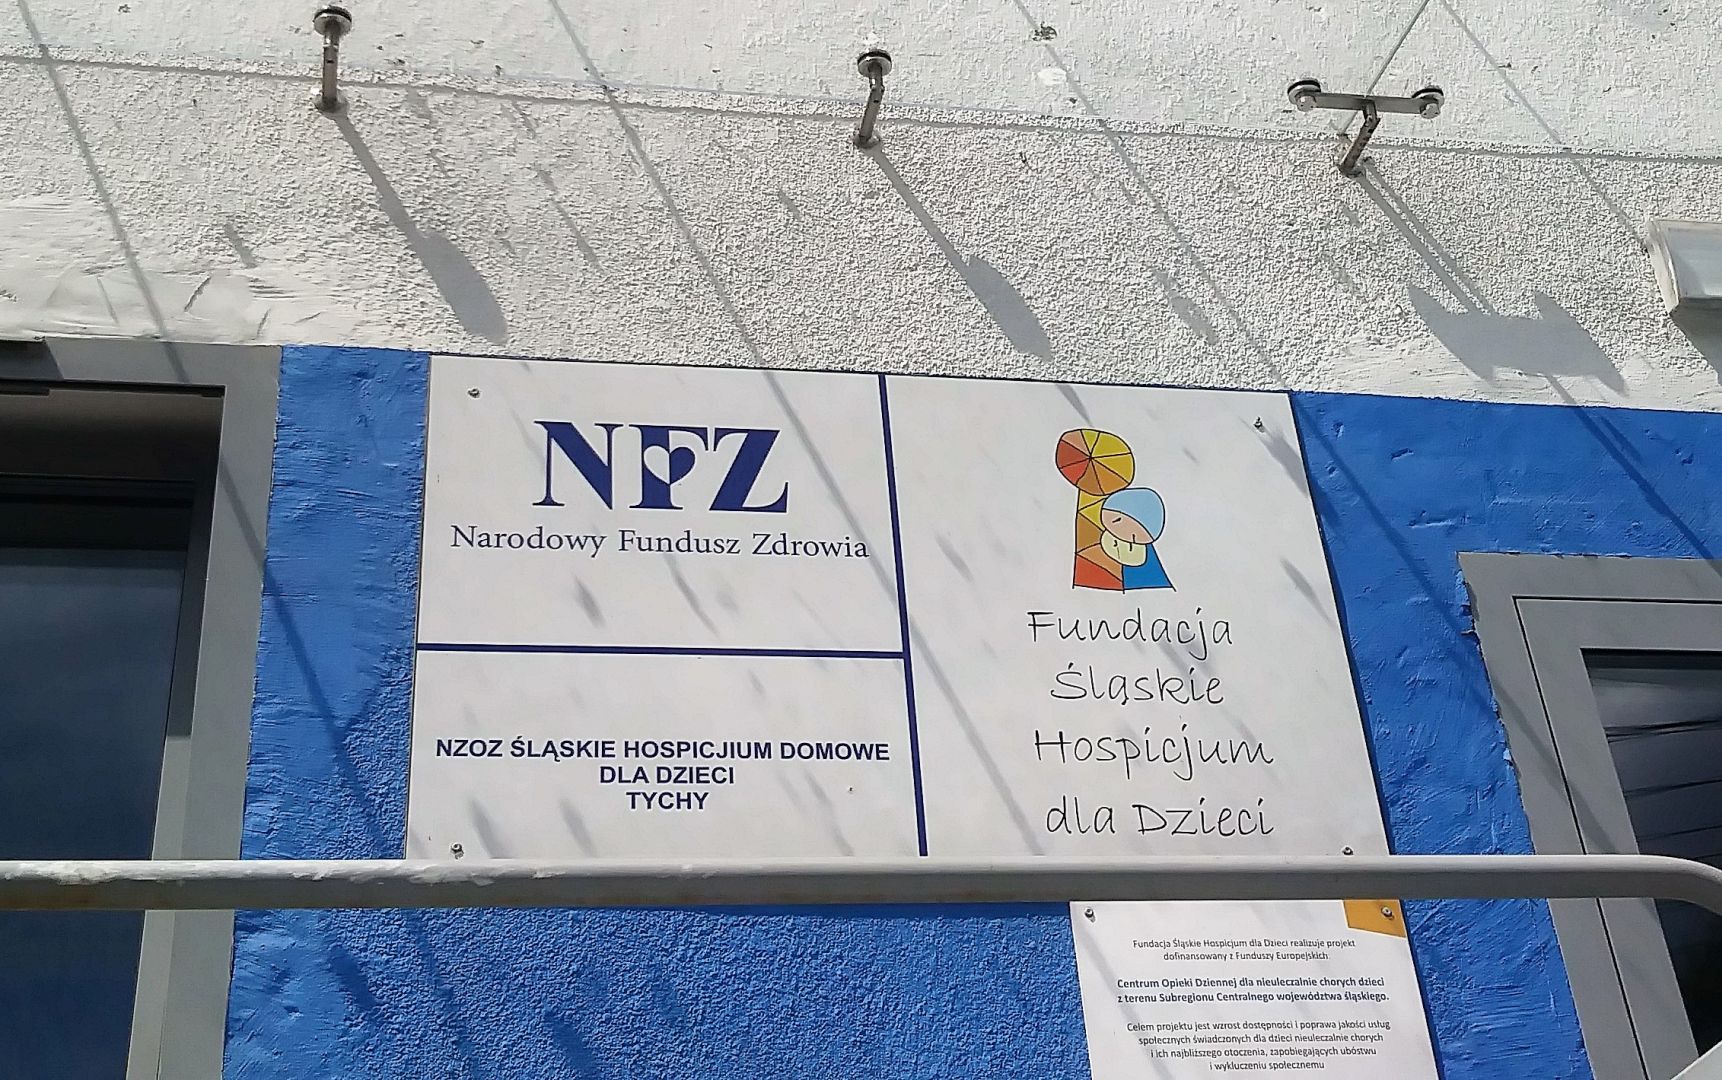 NFZ
Narodowy Fundusz Zdrowia
NZOZ ŚLĄSKIE HOSPICJIUM DOMOWE
DLA DZIECI
TYCHY
Fundacja
Śląskie
Hospicjum
dla Dzieci
Fundacja Śląskie Hospicjum dla Dzieci realizuje projekt
dofinansowany z Funduszy Europejskich
Centrum Opieki Dziennej dla nieuleczalnie chorych dzieci
z terenu Subregionu Centralnego województwa śląskiego.
Celem projektu jest wzrost dostępności i poprawa jakości usług
społecznych świadczonych dla dzieci nieuleczalnie chorych
i ich najbliższego otoczenia, zapobiegających ubóstwu
i wykluczeniu społecznemu